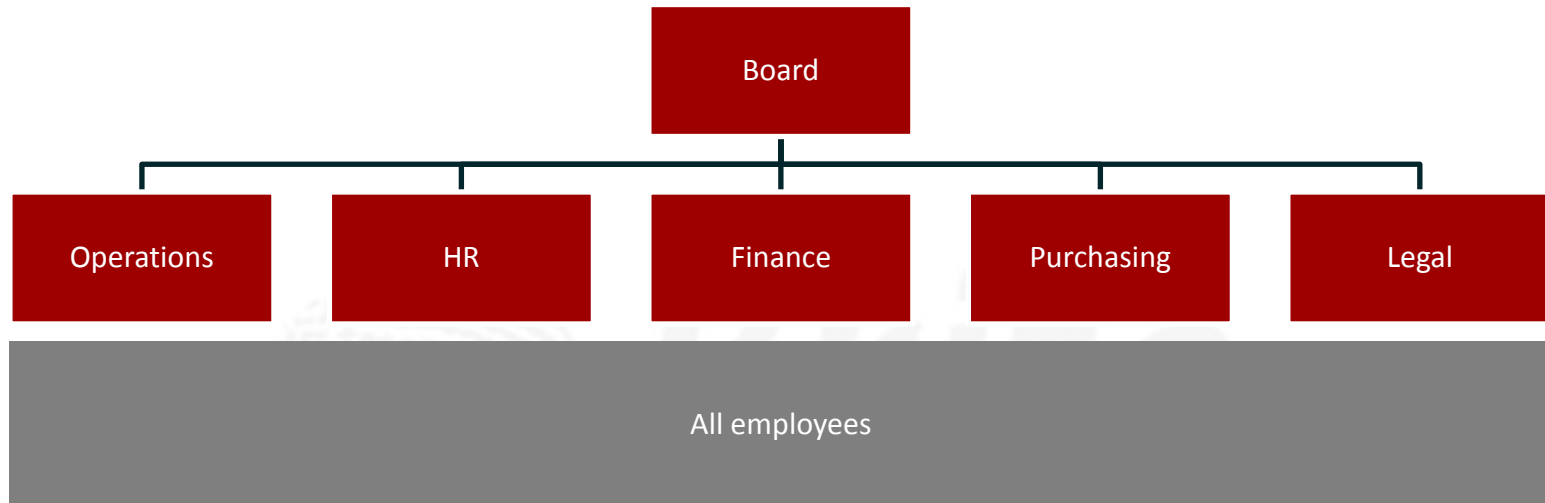 Board
Operations
HR
Finance
Purchasing
Legal
All employees